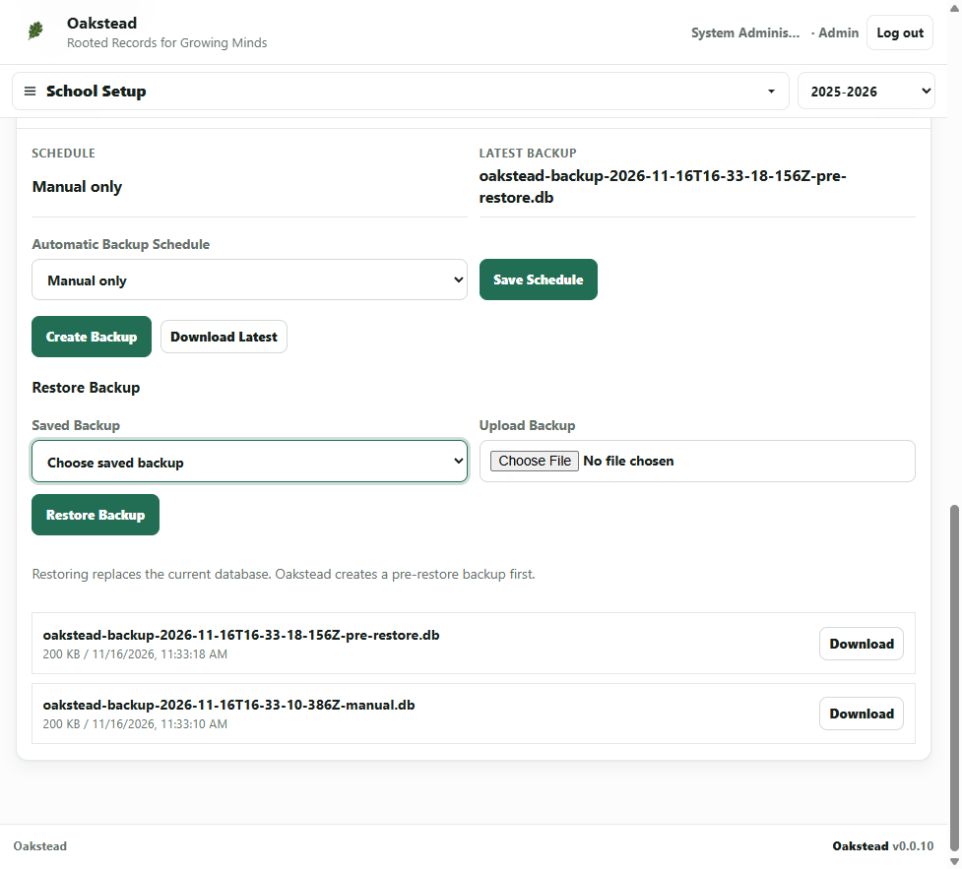 Oakstead
Rooted Records for Growing Minds
System Adminis... · Admin
Log out
School Setup
2025-2026
SCHEDULE
Manual only
LATEST BACKUP
oakstead-backup-2026-11-16T16-33-18-156Z-pre-
restore.db
Automatic Backup Schedule
Manual only
Save Schedule
Create Backup
Download Latest
Restore Backup
Saved Backup
Choose saved backup
Upload Backup
Choose File No file chosen
Restore Backup
Restoring replaces the current database. Oakstead creates a pre-restore backup first.
oakstead-backup-2026-11-16T16-33-18-156Z-pre-restore.db
200 KB / 11/16/2026, 11:33:18 AM
Download
oakstead-backup-2026-11-16T16-33-10-386Z-manual.db
200 KB / 11/16/2026, 11:33:10 AM
Download
Oakstead
Oakstead v0.0.10